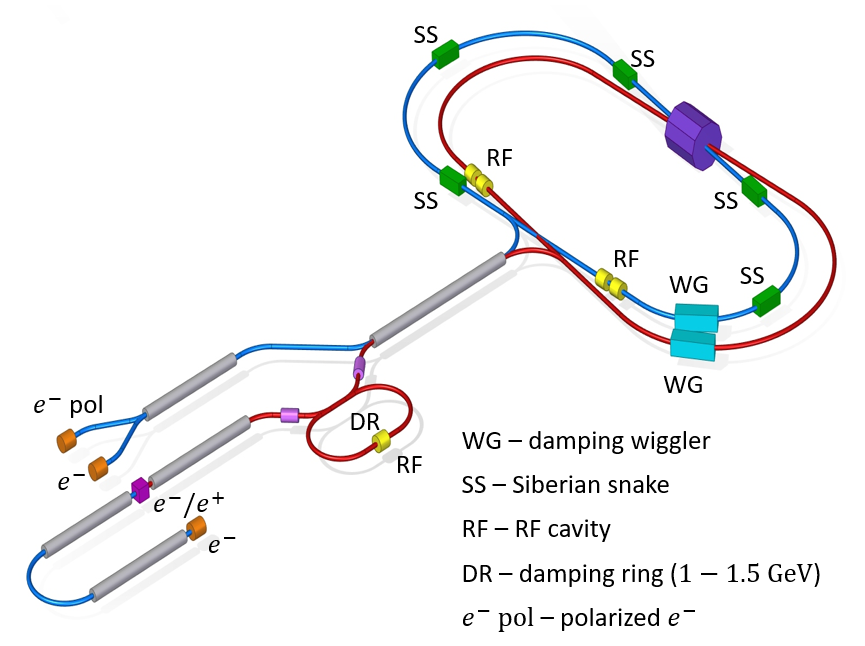 SS
SS
RF
SS
SS
RF
WG
SS
WG
e⁻ pol
DR
e⁻
RF
e⁻/e⁺
e⁻
WG – damping wiggler
SS – Siberian snake
RF – RF cavity
DR – damping ring (1 − 1.5 GeV)
e⁻ pol – polarized e⁻